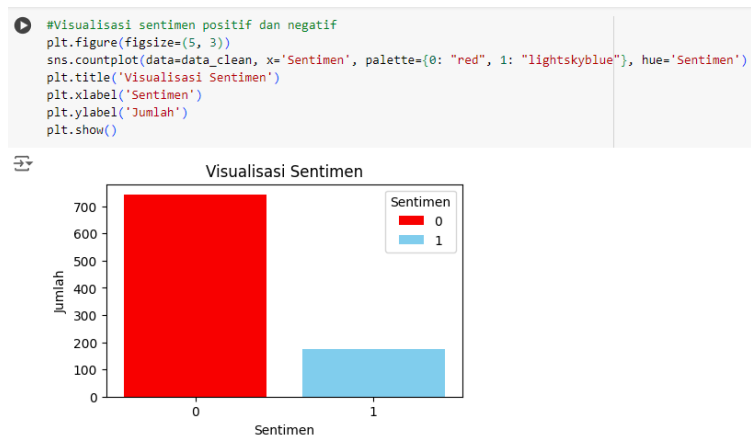 #Visualisasi sentimen positif dan negatif
plt.figure(figsize=(5, 3))
sns.countplot(data=data_clean, x='Sentimen', palette={0: "red", 1: "lightskyblue"}, hue='Sentimen')
plt.title('Visualisasi Sentimen')
plt.xlabel('Sentimen')
plt.ylabel('Jumlah')
plt.show()
Visualisasi Sentimen
Sentimen
0
1
700
600
500
400
300
200
100
0
Jumlah
0 1
Sentimen